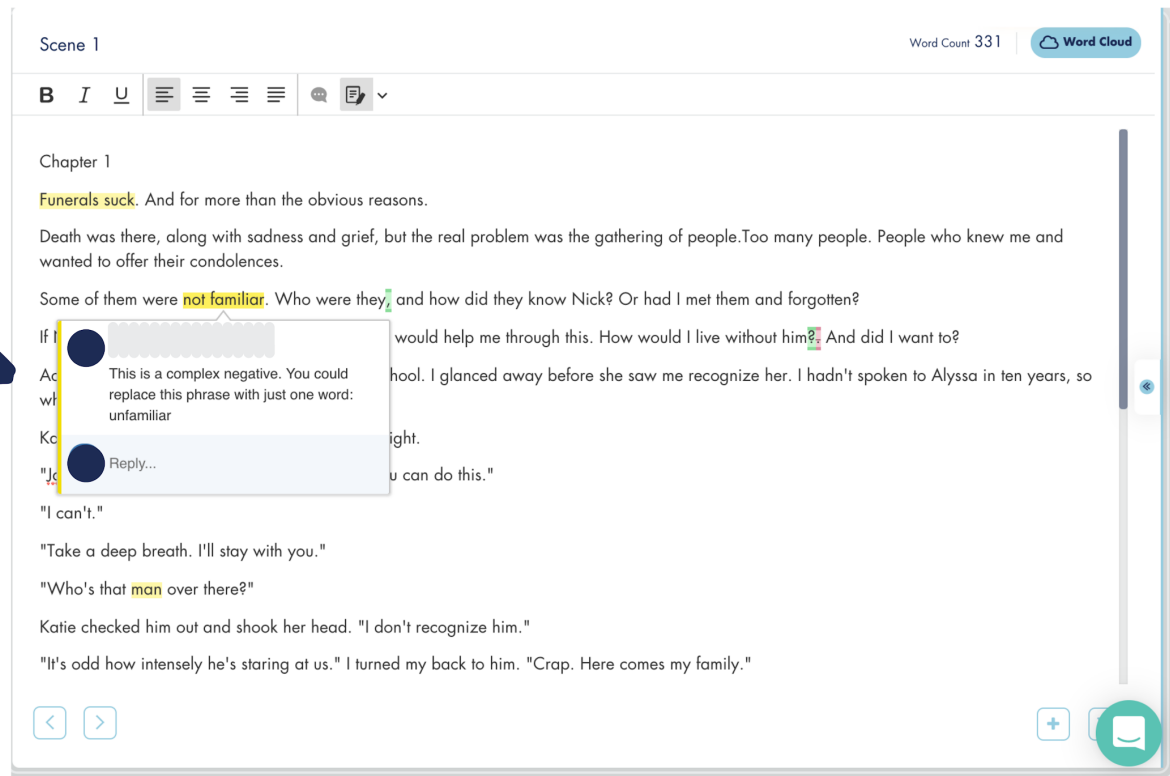 Scene 1
Word Count 331
Word Cloud
B I U
Chapter 1
Funerals suck. And for more than the obvious reasons.
Death was there, along with sadness and grief, but the real problem was the gathering of people.Too many people. People who knew me and
wanted to offer their condolences.
Some of them were not familiar. Who were they, and how did they know Nick? Or had I met them and forgotten?
If would help me through this. How would I live without him?. And did I want to?
hool. I glanced away before she saw me recognize her. I hadn't spoken to Alyssa in ten years, so
wh
This is a complex negative. You could
replace this phrase with just one word:
unfamiliar
Ka ight.
Reply...
u can do this."
"I can't."
"Take a deep breath. I'll stay with you."
"Who's that man over there?"
Katie checked him out and shook her head. "I don't recognize him."
"It's odd how intensely he's staring at us." I turned my back to him. "Crap. Here comes my family."